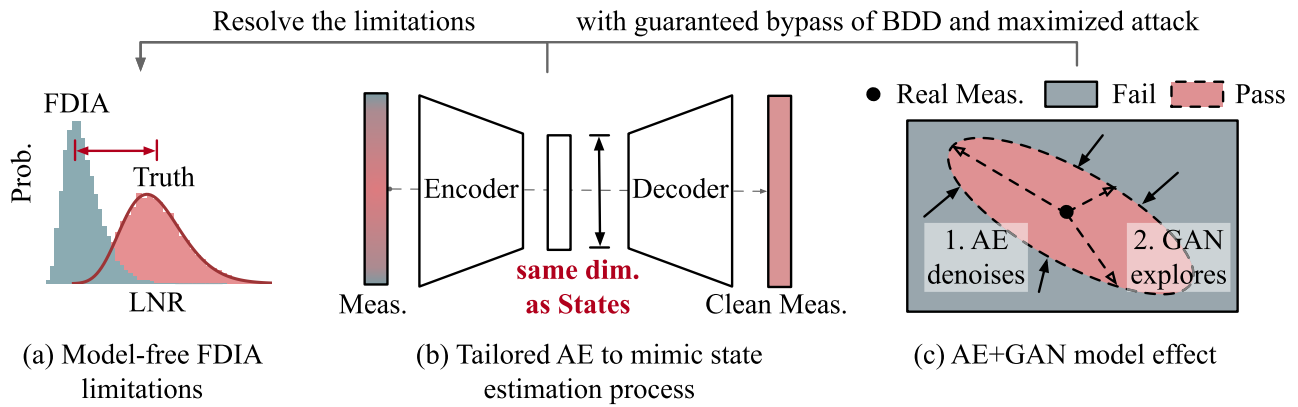 Resolve the limitations
with guaranteed bypass of BDD and maximized attack
FDIA
Truth
Prob.
LNR
(a) Model-free FDIA
limitations
Encoder
Decoder
same dim.
as States
Meas.
Clean Meas.
(b) Tailored AE to mimic state
estimation process
Real Meas.
Fail
Pass
1. AE
denoises
2. GAN
explores
(c) AE+GAN model effect